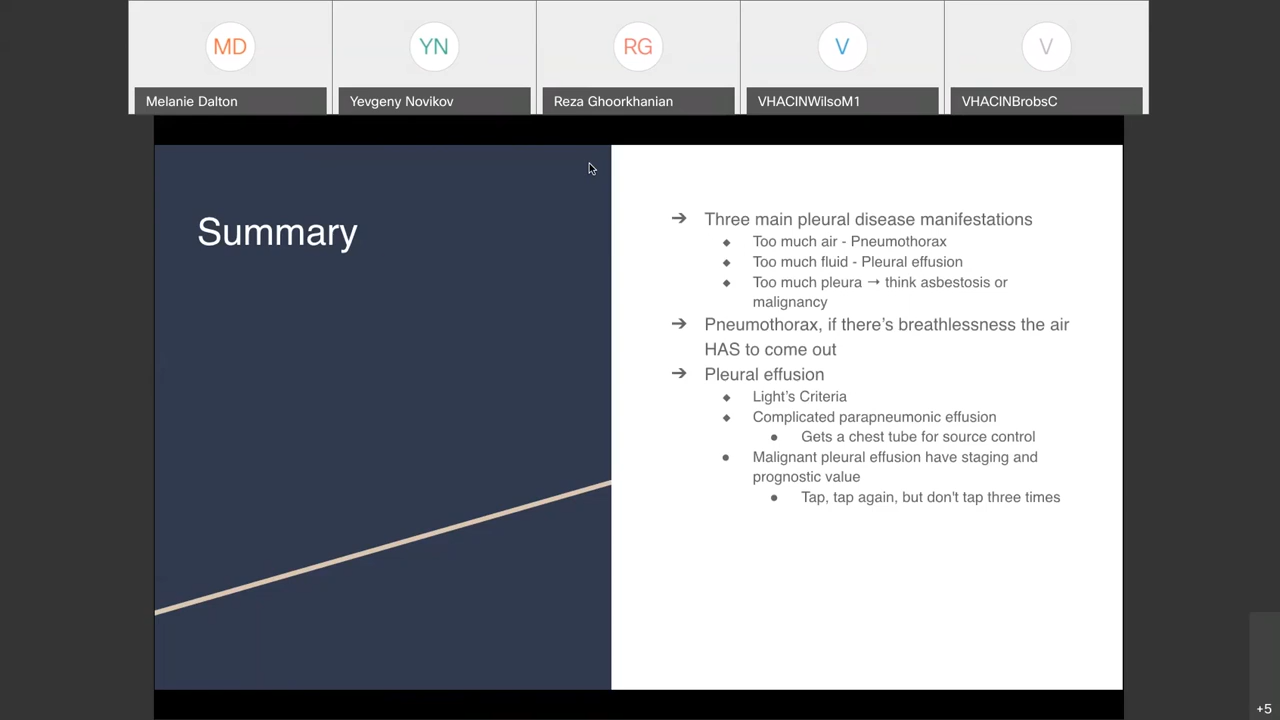 MD
YN
RG
V
V
Melanie Dalton
Yevgeny Novikov
Reza Ghoorkhanian
VHACINWilsoM1
VHACINBrobsC
Summary
➔ Three main pleural disease manifestations
◆ Too much air - Pneumothorax
◆ Too much fluid - Pleural effusion
◆ Too much pleura → think asbestosis or
malignancy
➔ Pneumothorax, if there's breathlessness the air
HAS to come out
➔ Pleural effusion
◆ Light's Criteria
◆ Complicated parapneumonic effusion
● Gets a chest tube for source control
● Malignant pleural effusion have staging and
prognostic value
● Tap, tap again, but don't tap three times
+5